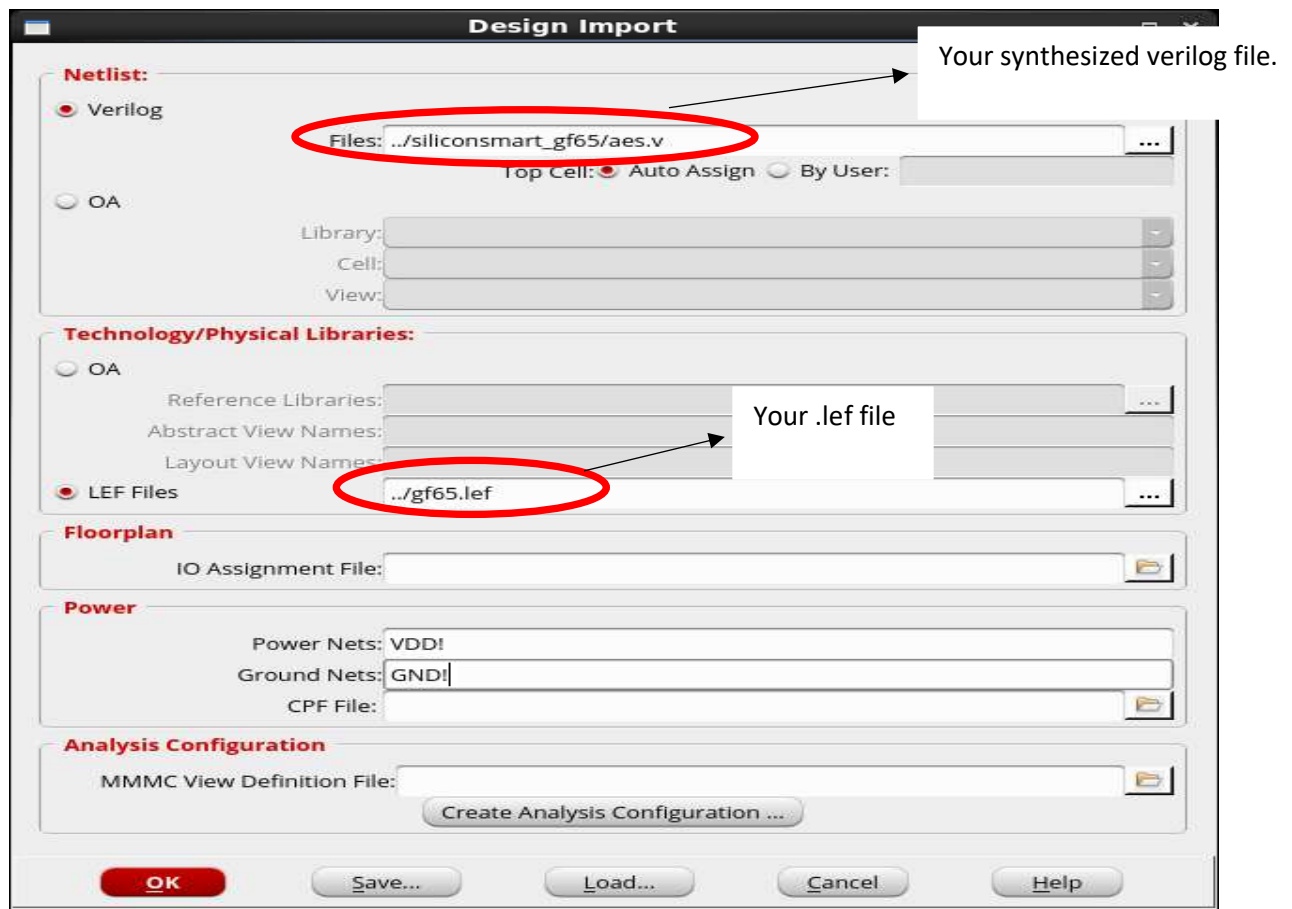 Design Import
Your synthesized verilog file.
Netlist:
Verilog
Files: ../siliconsmart_gf65/aes.v ...
Top Cell: Auto Assign By User:
OA
Library:
Cell:
View:
Technology/Physical Libraries:
OA
Reference Libraries: ...
Abstract View Names:
Layout View Names:
Your .lef file
LEF Files ../gf65.lef ...
Floorplan
IO Assignment File:
Power
Power Nets: VDD!
Ground Nets: GND!
CPF File:
Analysis Configuration
MMMC View Definition File:
Create Analysis Configuration ...
OK Save... Load... Cancel Help